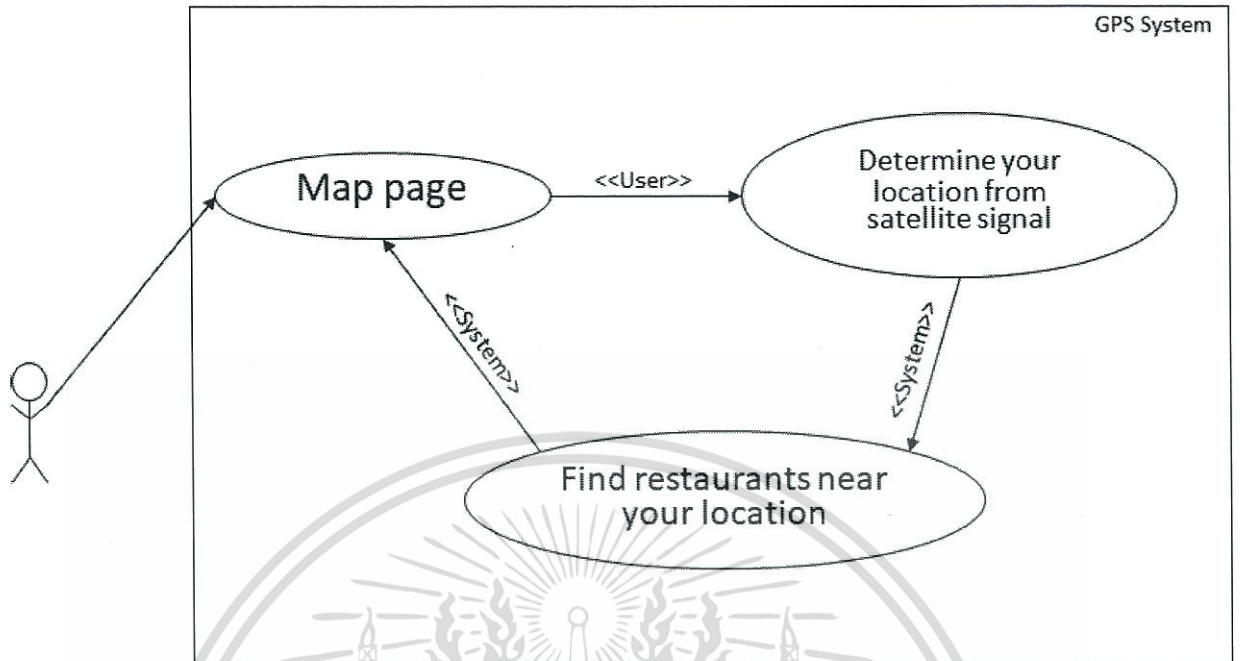 GPS System
Map page
<<User>>
Determine your
location from
satellite signal
<<System>>
<<System>>
Find restaurants near
your location